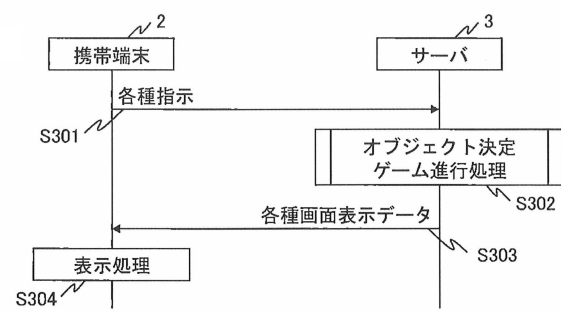 2
3
携帯端末
サーバ
各種指示
S301
オブジェクト決定
ゲーム進行処理
S302
各種画面表示データ
S303
表示処理
S304